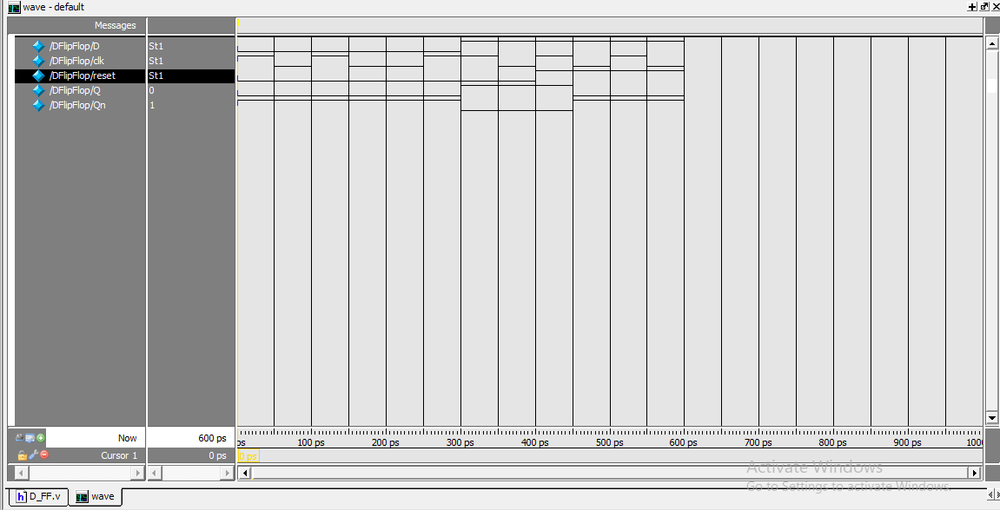 wave - default
Messages
/DFlipFlop/D St1
/DFlipFlop/clk St1
/DFlipFlop/reset St1
/DFlipFlop/Q 0
/DFlipFlop/Qn 1
Now 600 ps
ps 100 ps 200 ps 300 ps 400 ps 500 ps 600 ps 700 ps 800 ps 900 ps 1000
Cursor 1 0 ps 0 ps
Activate Windows
Go to Settings to activate Windows.
D_FF.v wave